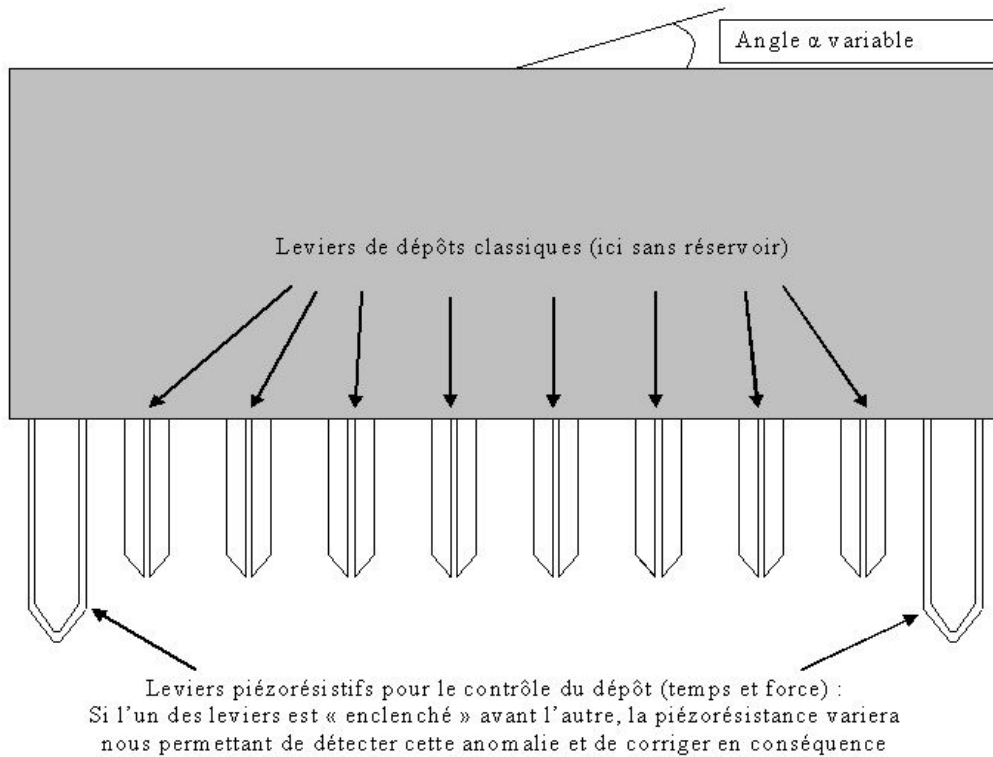 Angle α variable
Leviers de dépôts classiques (ici sans réservoir)
Leviers piézorésistifs pour le contrôle du dépôt (temps et force) :
Si l’un des leviers est « enclenché » avant l’autre, la piézorésistance variera
nous permettant de détecter cette anomalie et de corriger en conséquence